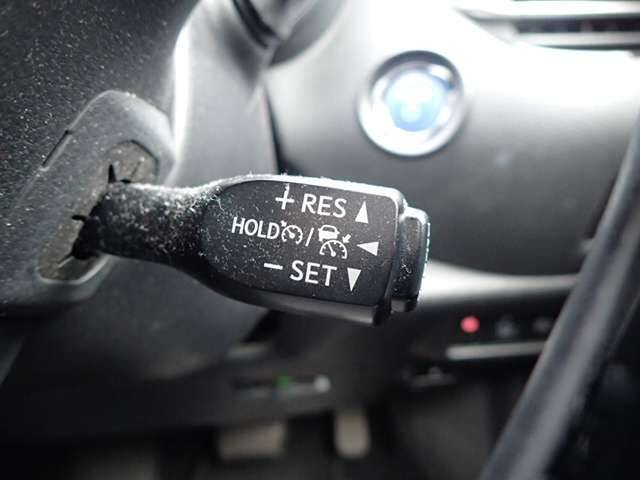 + RES ▲
HOLD / ◀
− SET ▼